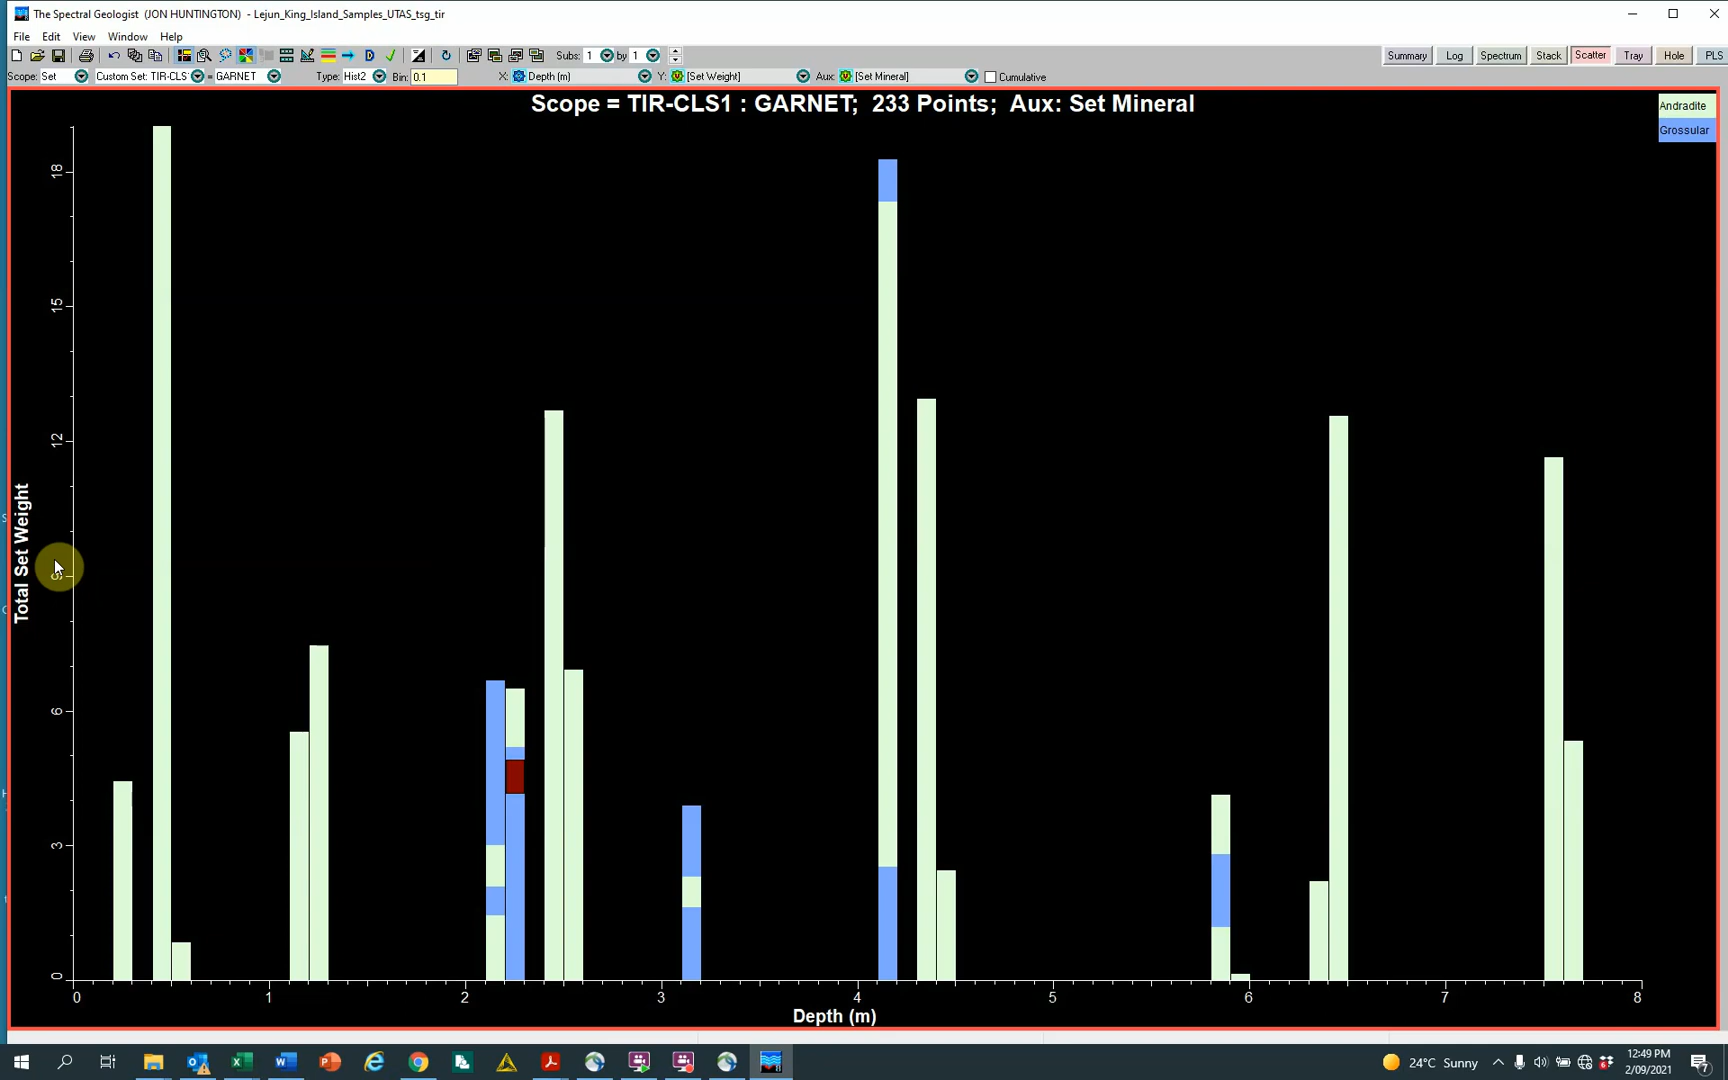 The Spectral Geologist (JON HUNTINGTON) - Lejun_King_Island_Samples_UTAS_tsg_tir
File Edit View Window Help
Subs: 1 by 1 Summary Log Spectrum Stack Scatter Tray Hole PLS
Scope: Set Custom Set: TIR-CLS = GARNET Type: Hist2 Bin: 0.1 X: Depth (m) Y: [Set Weight] Aux: [Set Mineral] Cumulative
Scope = TIR-CLS1 : GARNET; 233 Points; Aux: Set Mineral
Andradite
Grossular
18
15
12
9
6
3
0
Total Set Weight
0 1 2 3 4 5 6 7 8
Depth (m)
24°C Sunny
12:49 PM
2/09/2021
7